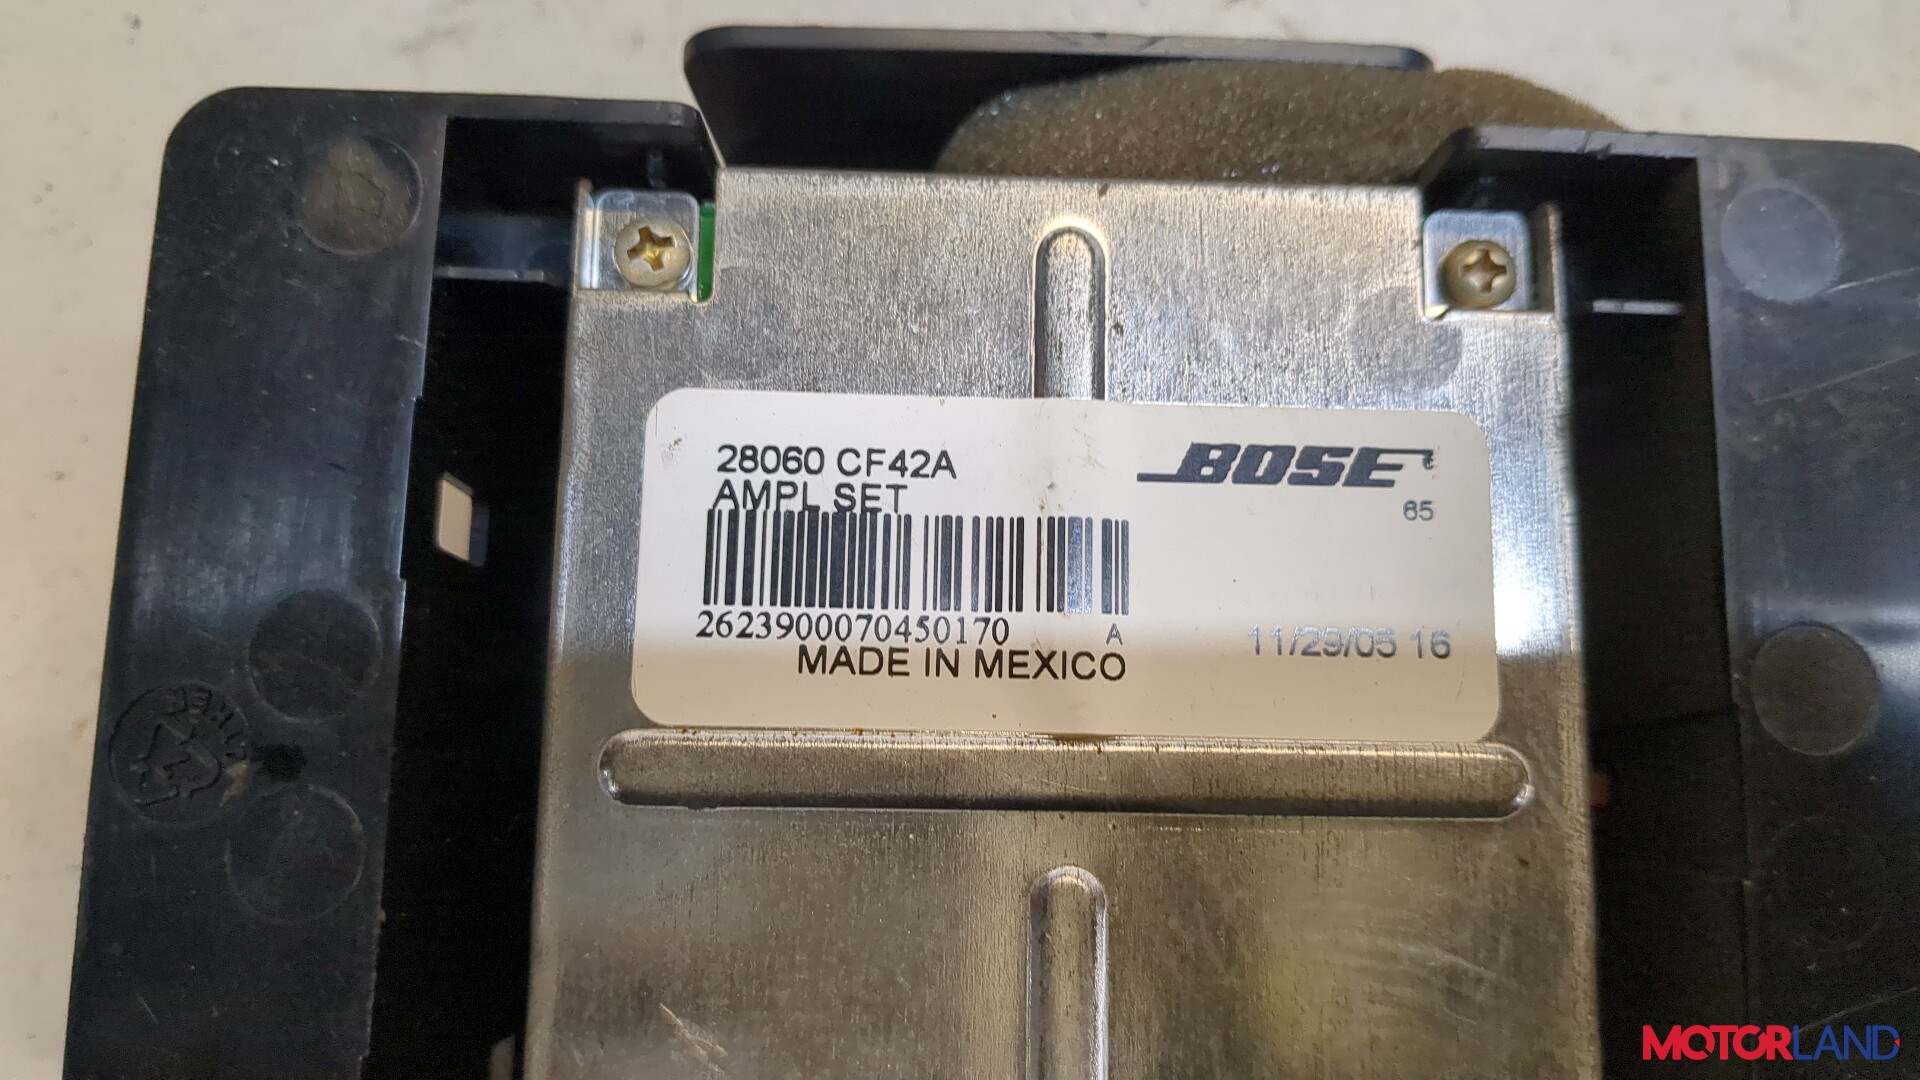 28060 CF42A
AMPL SET
BOSE
65
2623900070450170 A
11/29/05 16
MADE IN MEXICO
MOTORLAND